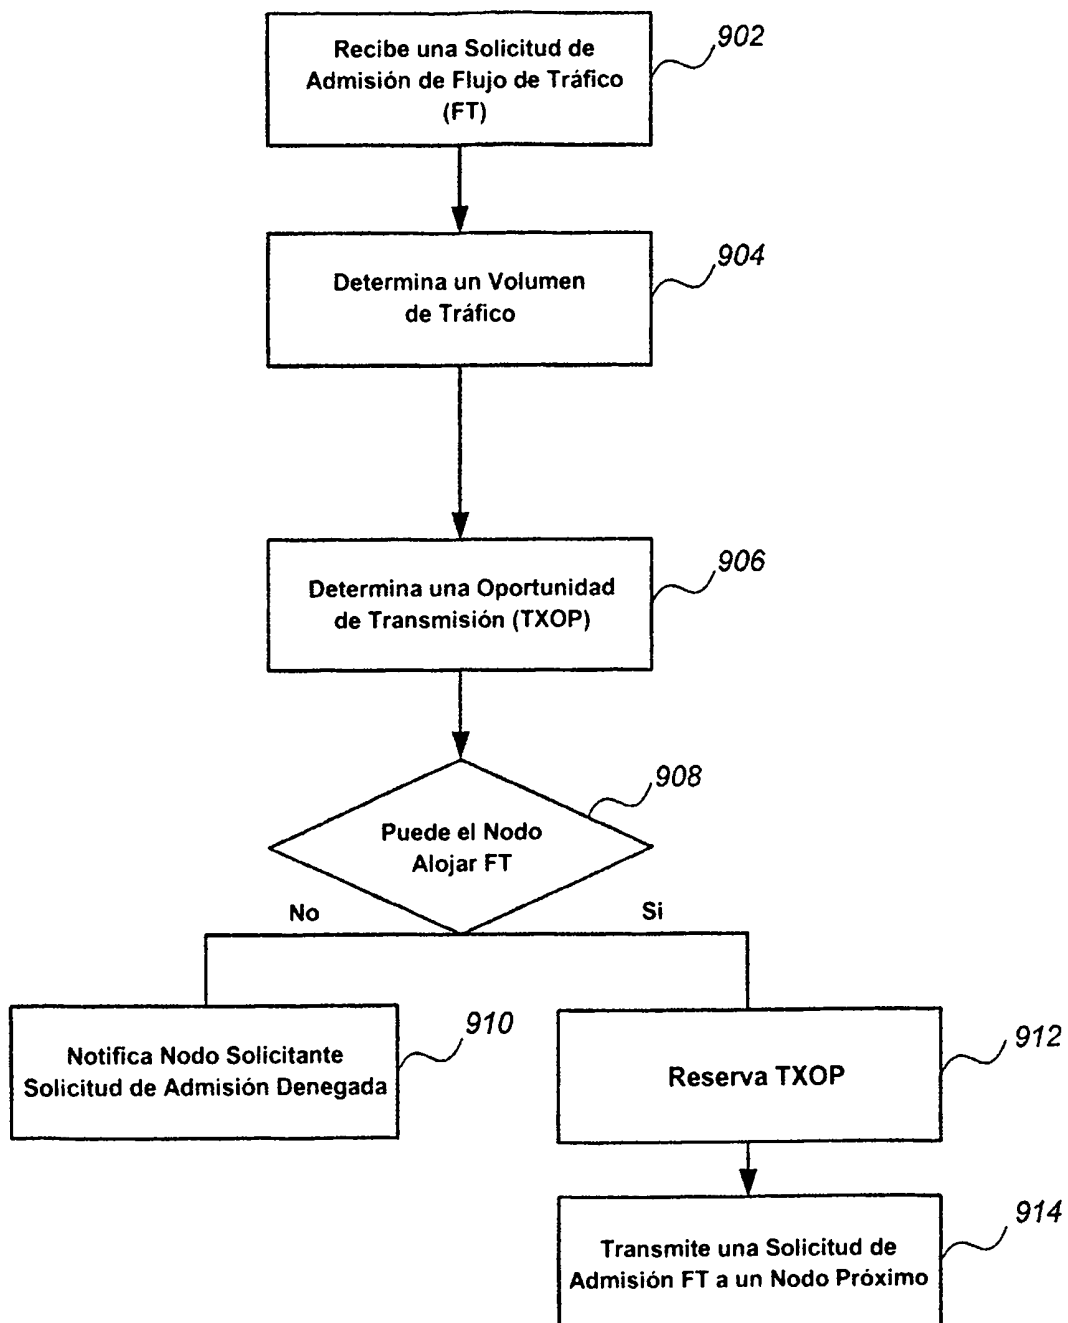 Recibe una Solicitud de
Admisión de Flujo de Tráfico
(FT)
902
Determina un Volumen
de Tráfico
904
Determina una Oportunidad
de Transmisión (TXOP)
906
Puede el Nodo
Alojar FT
908
No
Si
Notifica Nodo Solicitante
Solicitud de Admisión Denegada
910
Reserva TXOP
912
Transmite una Solicitud de
Admisión FT a un Nodo Próximo
914